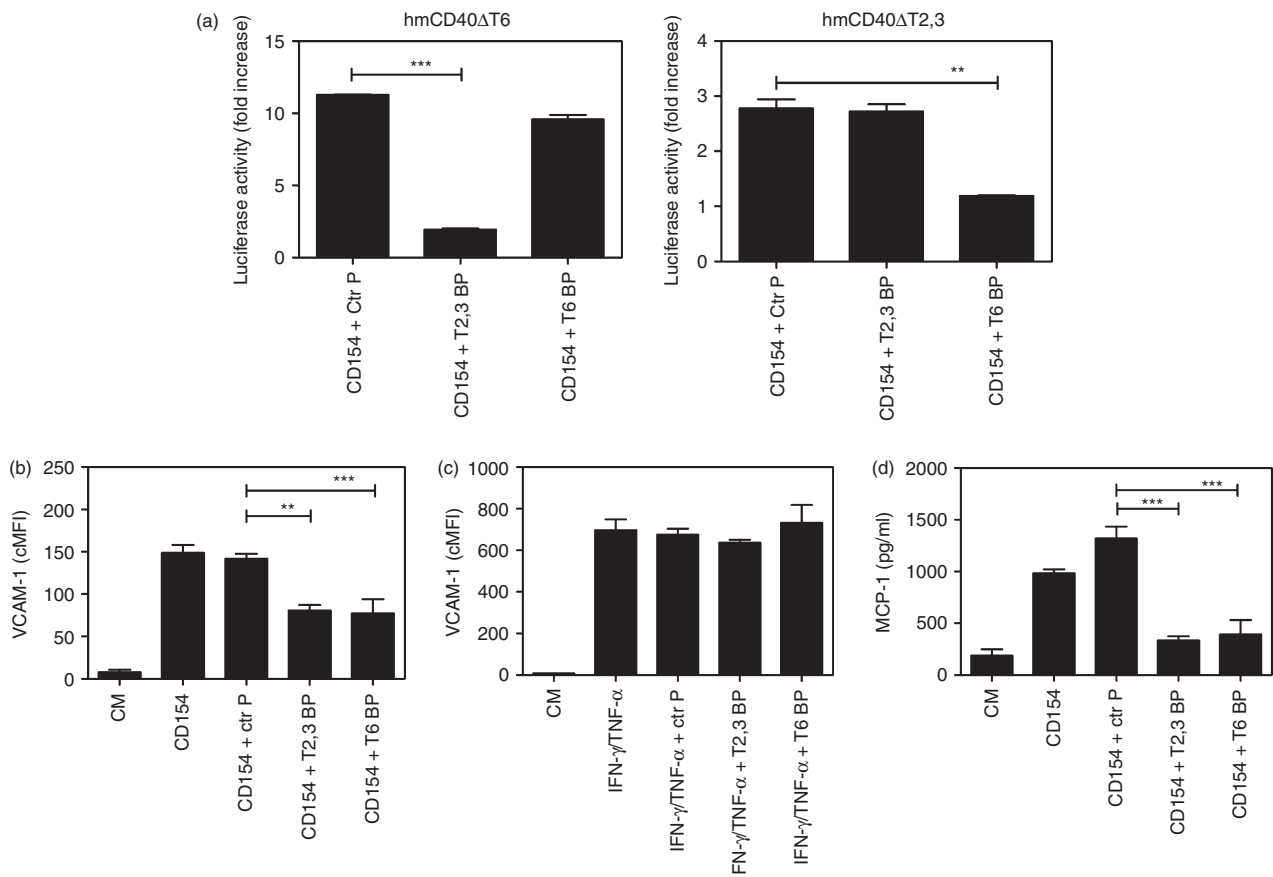 (a)
hmCD40ΔT6
Luciferase activity (fold increase)
15
10
5
0
***
CD154 + Ctr P
CD154 + T2,3 BP
CD154 + T6 BP
hmCD40ΔT2,3
Luciferase activity (fold increase)
4
3
2
1
0
**
CD154 + Ctr P
CD154 + T2,3 BP
CD154 + T6 BP
(b)
VCAM-1 (cMFI)
250
200
150
100
50
0
***
**
CM
CD154
CD154 + ctr P
CD154 + T2,3 BP
CD154 + T6 BP
(c)
VCAM-1 (cMFI)
1000
800
600
400
200
0
CM
IFN-γ/TNF-α
IFN-γ/TNF-α + ctr P
FN-γ/TNF-α + T2,3 BP
IFN-γ/TNF-α + T6 BP
(d)
MCP-1 (pg/ml)
2000
1500
1000
500
0
***
***
CM
CD154
CD154 + ctr P
CD154 + T2,3 BP
CD154 + T6 BP